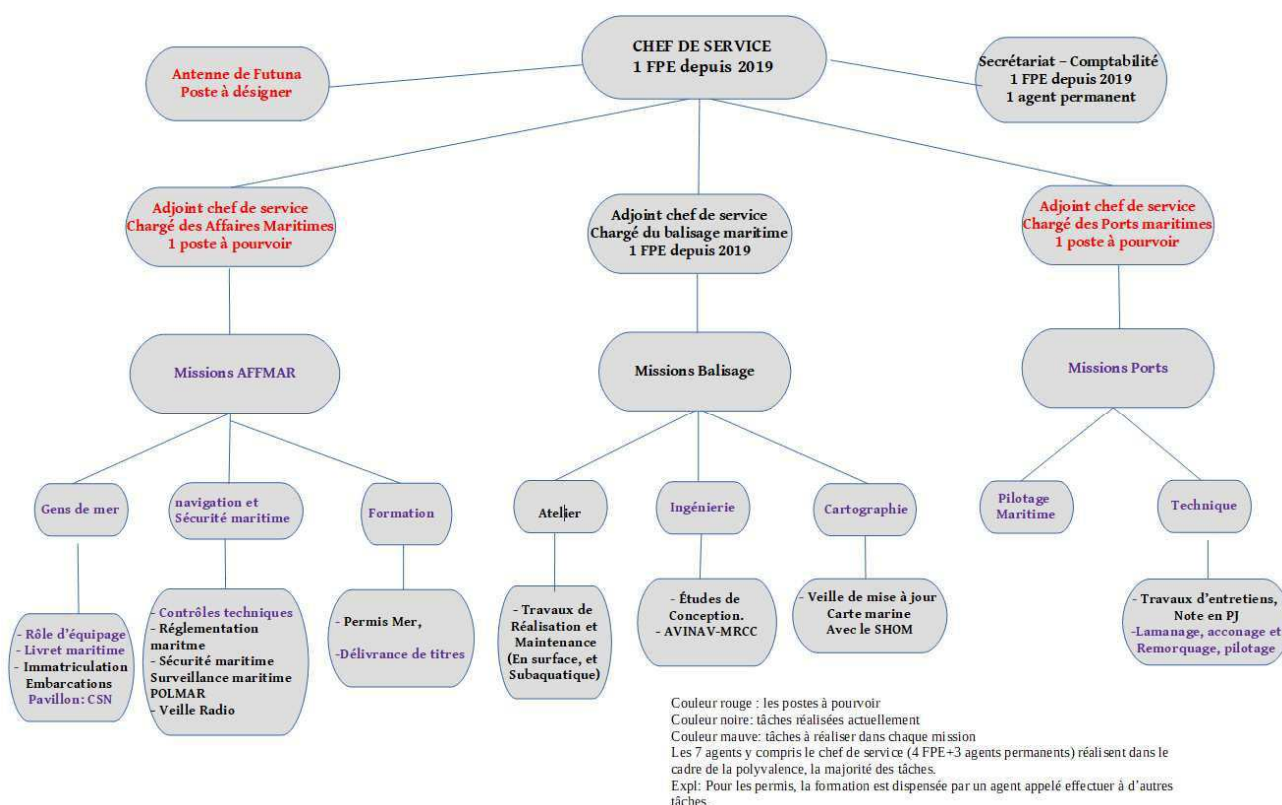 CHEF DE SERVICE
1 FPE depuis 2019
Antenne de Futuna
Poste à désigner
Secrétariat – Comptabilité
1 FPE depuis 2019
1 agent permanent
Adjoint chef de service
Chargé des Affaires Maritimes
1 poste à pourvoir
Adjoint chef de service
Chargé du balisage maritime
1 FPE depuis 2019
Adjoint chef de service
Chargé des Ports maritimes
1 poste à pourvoir
Missions AFFMAR
Missions Balisage
Missions Ports
Gens de mer
navigation et
Sécurité maritime
Formation
Atelier
Ingénierie
Cartographie
Pilotage
Maritime
Technique
- Rôle d'équipage
- Livret maritime
- Immatriculation
Embarcations
Pavillon: CSN
- Contrôles techniques
- Réglementation
maritme
- Sécurité maritime
Surveillance maritime
POLMAR
- Veille Radio
- Permis Mer,
-Délivrance de titres
- Travaux de
Réalisation et
Maintenance
(En surface, et
Subaquatique)
- Études de
Conception.
- AVINAV-MRCC
- Veille de mise à jour
Carte marine
Avec le SHOM
- Travaux d'entretiens,
Note en PJ
-Lamanage, acconage et
Remorquage, pilotage
Couleur rouge : les postes à pourvoir
Couleur noire: tâches réalisées actuellement
Couleur mauve: tâches à réaliser dans chaque mission
Les 7 agents y compris le chef de service (4 FPE+3 agents permanents) réalisent dans le
cadre de la polyvalence, la majorité des tâches.
Expl: Pour les permis, la formation est dispensée par un agent appelé effectuer à d'autres
tâches